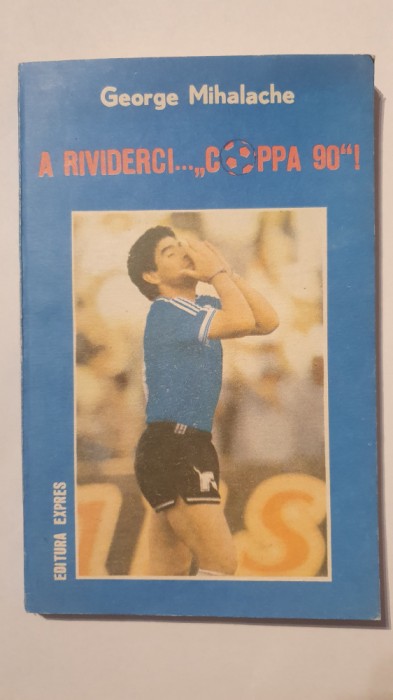 George Mihalache
A RIVIDERCI...„COPPA 90“!
EDITURA EXPRES